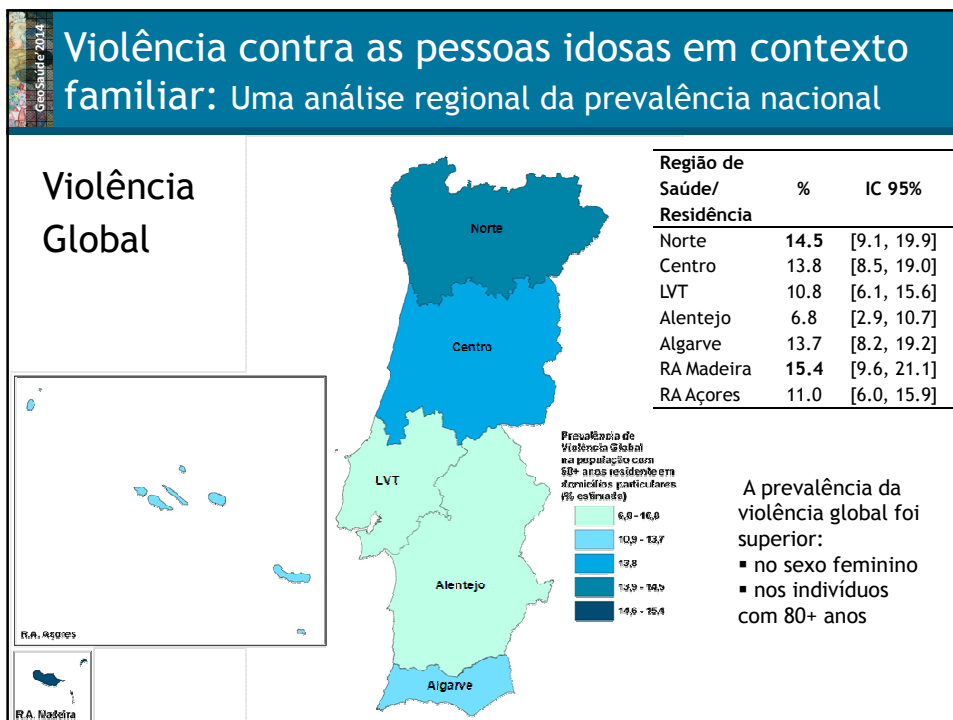 GeoSaúde'2014
Violência contra as pessoas idosas em contexto
familiar: Uma análise regional da prevalência nacional
Violência
Global
Norte
Centro
LVT
Alentejo
Algarve
R.A. Açores
R.A. Madeira
Prevalência de
Violência Global
na população com
60+ anos residente em
domicílios particulares
(% estimada)
6,8 - 10,8
10,9 - 13,7
13,8
13,9 - 14,5
14,6 - 15,4
Região de
Saúde/ % IC 95%
Residência
Norte 14.5 [9.1, 19.9]
Centro 13.8 [8.5, 19.0]
LVT 10.8 [6.1, 15.6]
Alentejo 6.8 [2.9, 10.7]
Algarve 13.7 [8.2, 19.2]
RA Madeira 15.4 [9.6, 21.1]
RA Açores 11.0 [6.0, 15.9]
A prevalência da
violência global foi
superior:
▪ no sexo feminino
▪ nos indivíduos
com 80+ anos